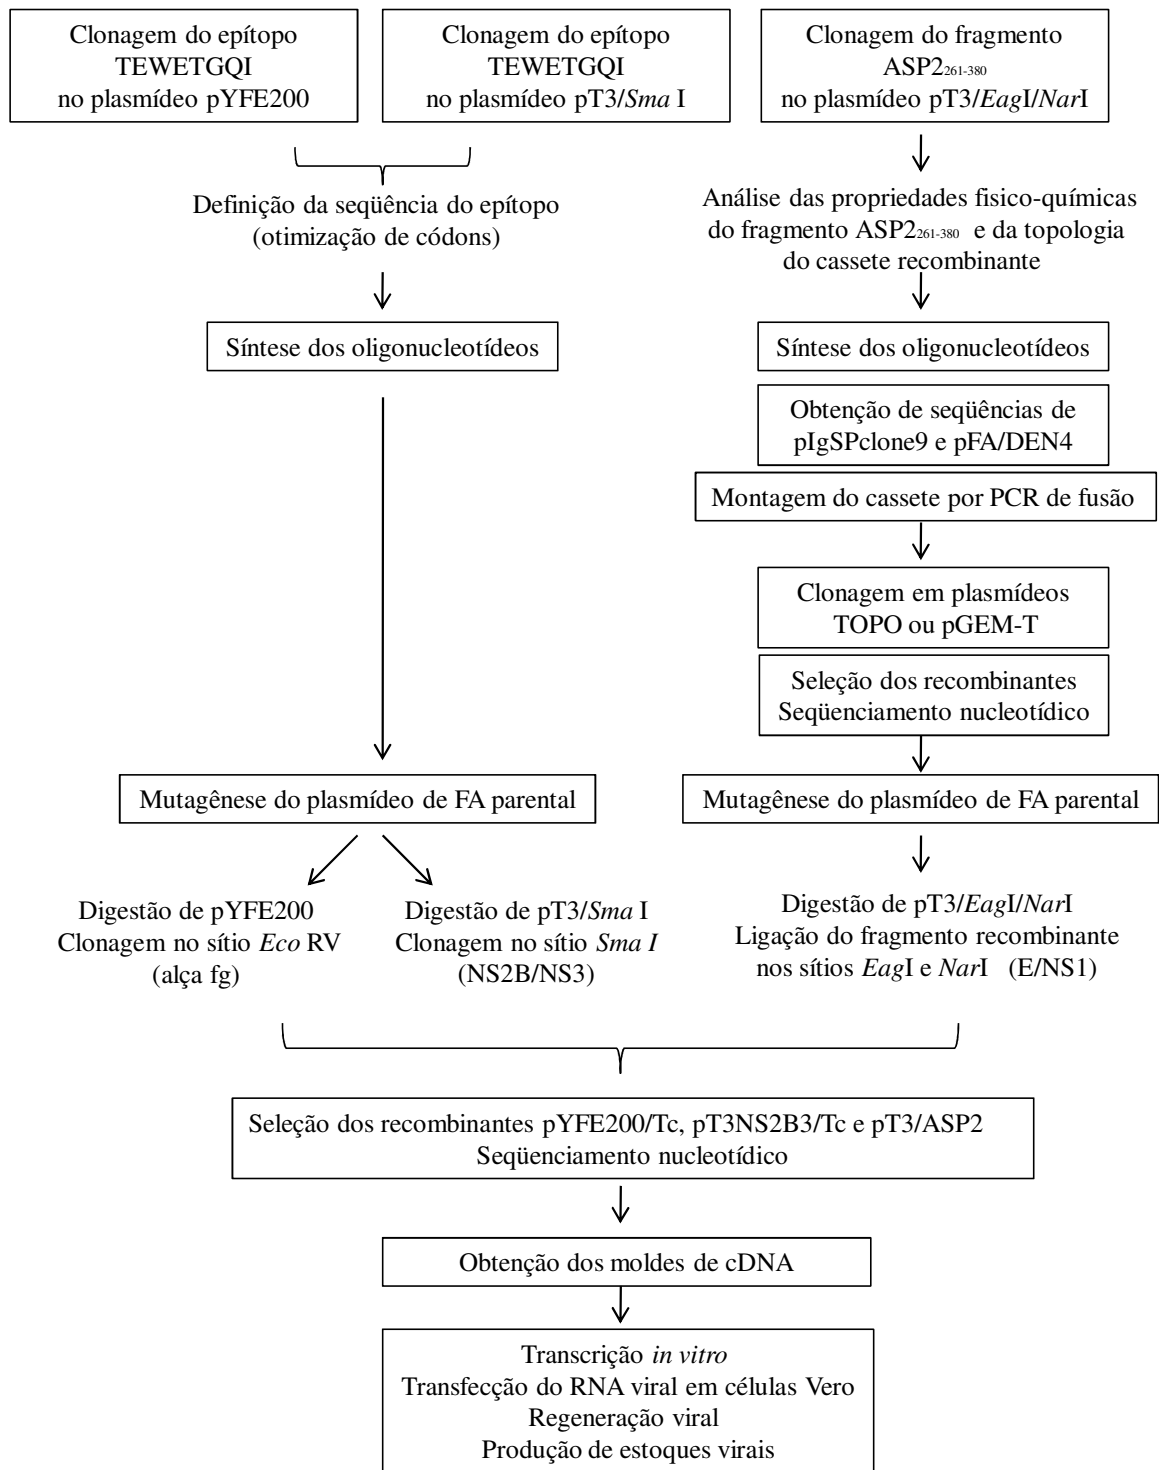 Clonagem do epítopo
TEWETGQI
no plasmídeo pYFE200
Clonagem do epítopo
TEWETGQI
no plasmídeo pT3/Sma I
Clonagem do fragmento
ASP2261-380
no plasmídeo pT3/EagI/NarI
Definição da seqüência do epítopo
(otimização de códons)
Análise das propriedades fisico-químicas
do fragmento ASP2261-380 e da topologia
do cassete recombinante
Síntese dos oligonucleotídeos
Síntese dos oligonucleotídeos
Obtenção de seqüências de
pIgSPclone9 e pFA/DEN4
Montagem do cassete por PCR de fusão
Clonagem em plasmídeos
TOPO ou pGEM-T
Seleção dos recombinantes
Seqüenciamento nucleotídico
Mutagênese do plasmídeo de FA parental
Mutagênese do plasmídeo de FA parental
Digestão de pYFE200
Clonagem no sítio Eco RV
(alça fg)
Digestão de pT3/Sma I
Clonagem no sítio Sma I
(NS2B/NS3)
Digestão de pT3/EagI/NarI
Ligação do fragmento recombinante
nos sítios EagI e NarI (E/NS1)
Seleção dos recombinantes pYFE200/Tc, pT3NS2B3/Tc e pT3/ASP2
Seqüenciamento nucleotídico
Obtenção dos moldes de cDNA
Transcrição in vitro
Transfecção do RNA viral em células Vero
Regeneração viral
Produção de estoques virais